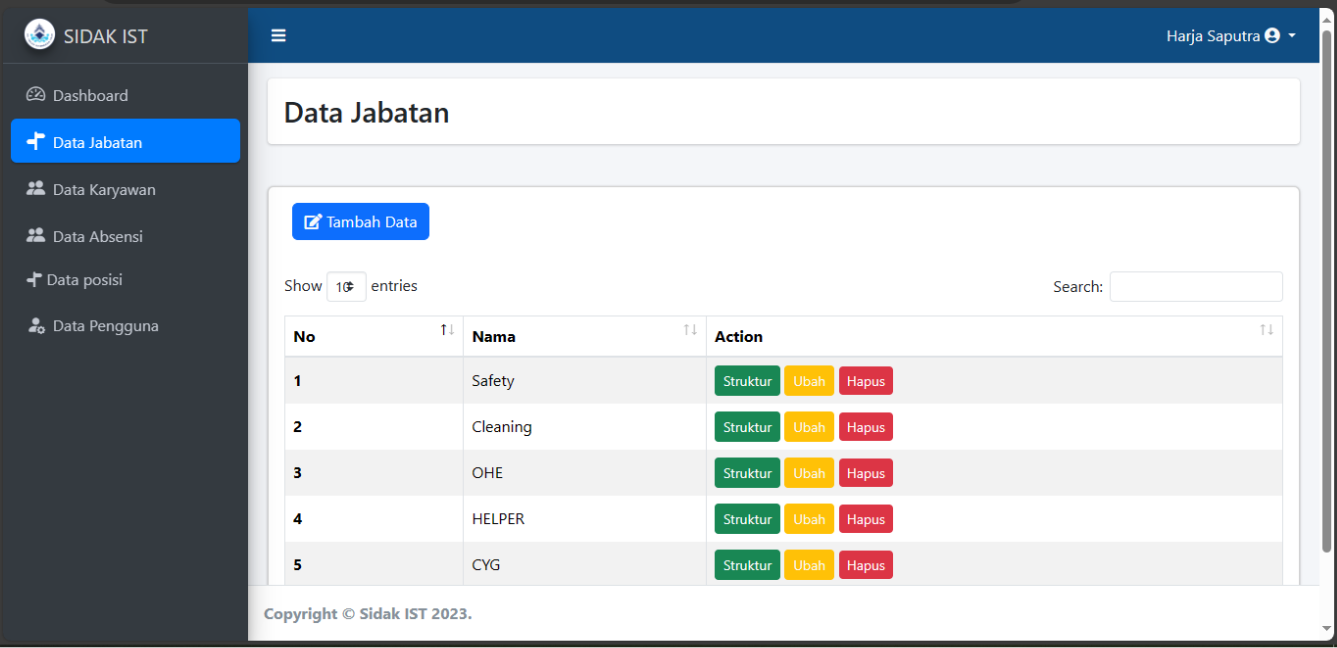 SIDAK IST
Harja Saputra
Dashboard
Data Jabatan
Data Karyawan
Data Absensi
Data posisi
Data Pengguna
Data Jabatan
Tambah Data
Show 10 entries
Search:
No Nama Action
1 Safety Struktur Ubah Hapus
2 Cleaning Struktur Ubah Hapus
3 OHE Struktur Ubah Hapus
4 HELPER Struktur Ubah Hapus
5 CYG Struktur Ubah Hapus
Copyright © Sidak IST 2023.